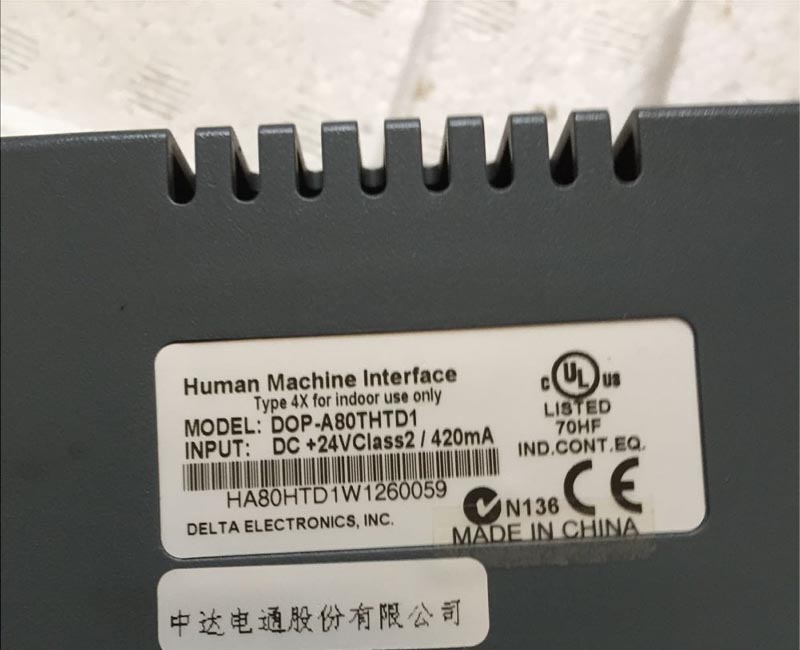 Human Machine Interface
Type 4X for indoor use only
MODEL: DOP-A80THTD1
INPUT: DC +24VClass2 / 420mA
HA80HTD1W1260059
DELTA ELECTRONICS, INC.
C UL US
LISTED
70HF
IND.CONT.EQ.
N136 CE
MADE IN CHINA
中达电通股份有限公司